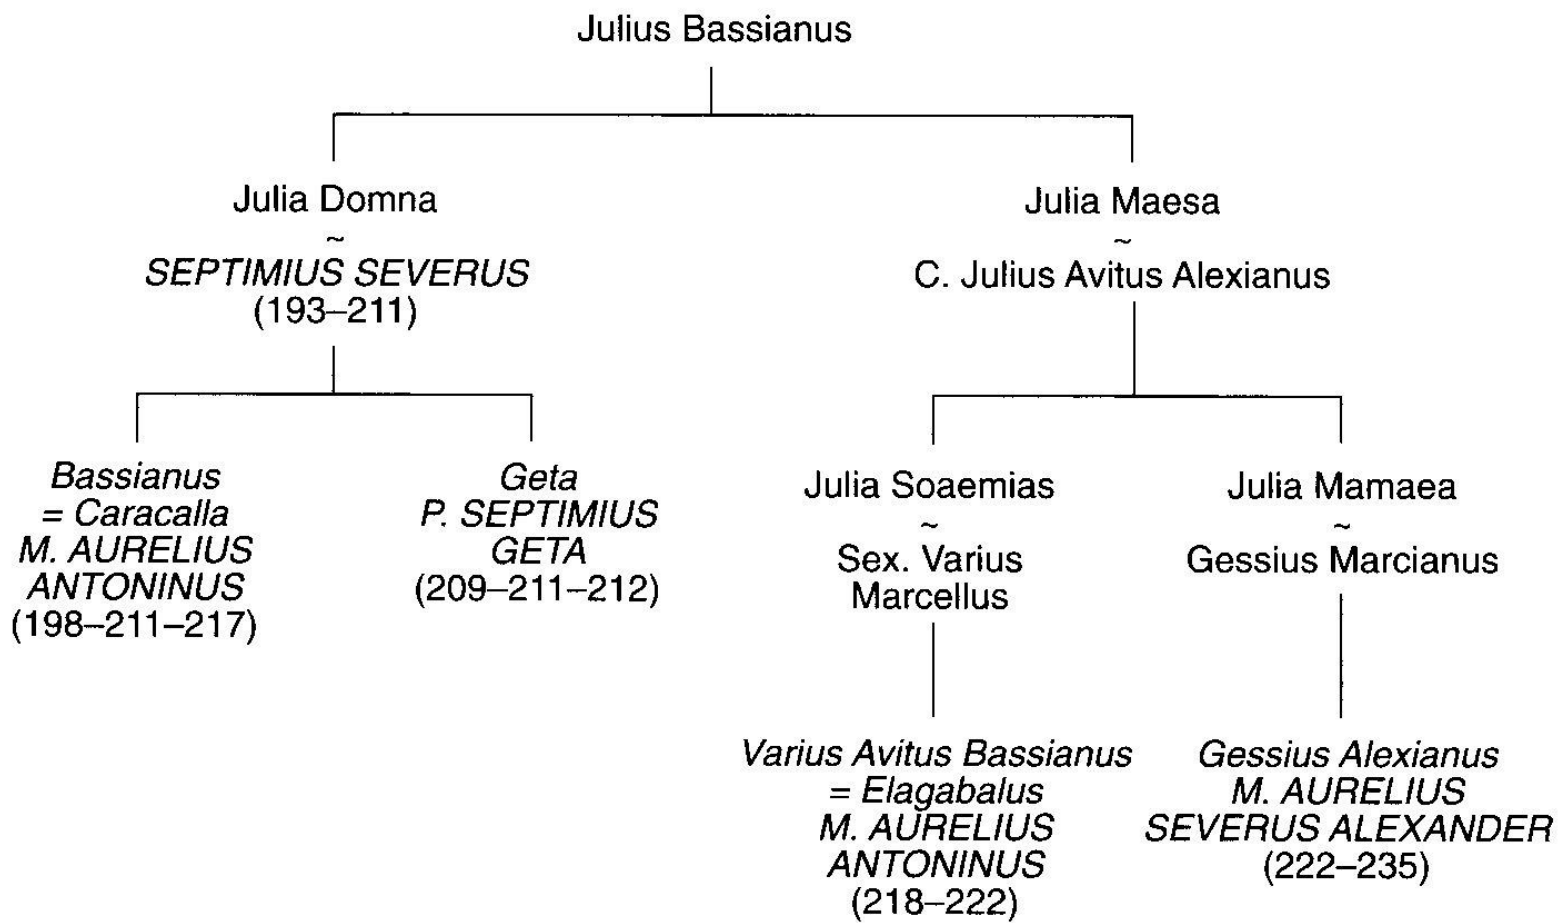 Julius Bassianus
Julia Domna
~
SEPTIMIUS SEVERUS
(193–211)
Julia Maesa
~
C. Julius Avitus Alexianus
Bassianus
= Caracalla
M. AURELIUS
ANTONINUS
(198–211–217)
Geta
P. SEPTIMIUS
GETA
(209–211–212)
Julia Soaemias
~
Sex. Varius
Marcellus
Julia Mamaea
~
Gessius Marcianus
Varius Avitus Bassianus
= Elagabalus
M. AURELIUS
ANTONINUS
(218–222)
Gessius Alexianus
M. AURELIUS
SEVERUS ALEXANDER
(222–235)